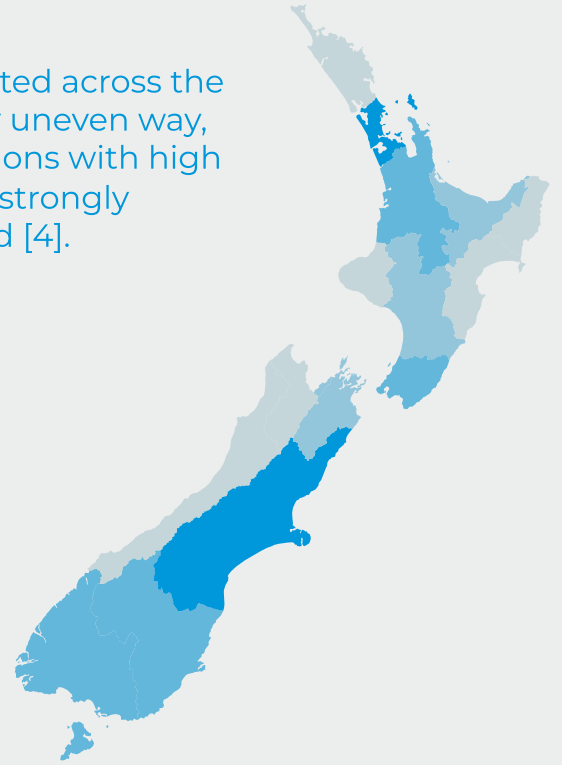 ted across the
uneven way,
ons with high
strongly
d [4].